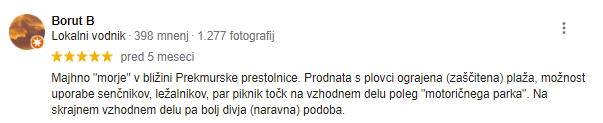 Borut B
Lokalni vodnik · 398 mnenj · 1.277 fotografij
pred 5 meseci
Majhno "morje" v bližini Prekmurske prestolnice. Prodnata s plovci ograjena (zaščitena) plaža, možnost
uporabe senčnikov, ležalnikov, par piknik točk na vzhodnem delu poleg "motoričnega parka". Na
skrajnem vzhodnem delu pa bolj divja (naravna) podoba.